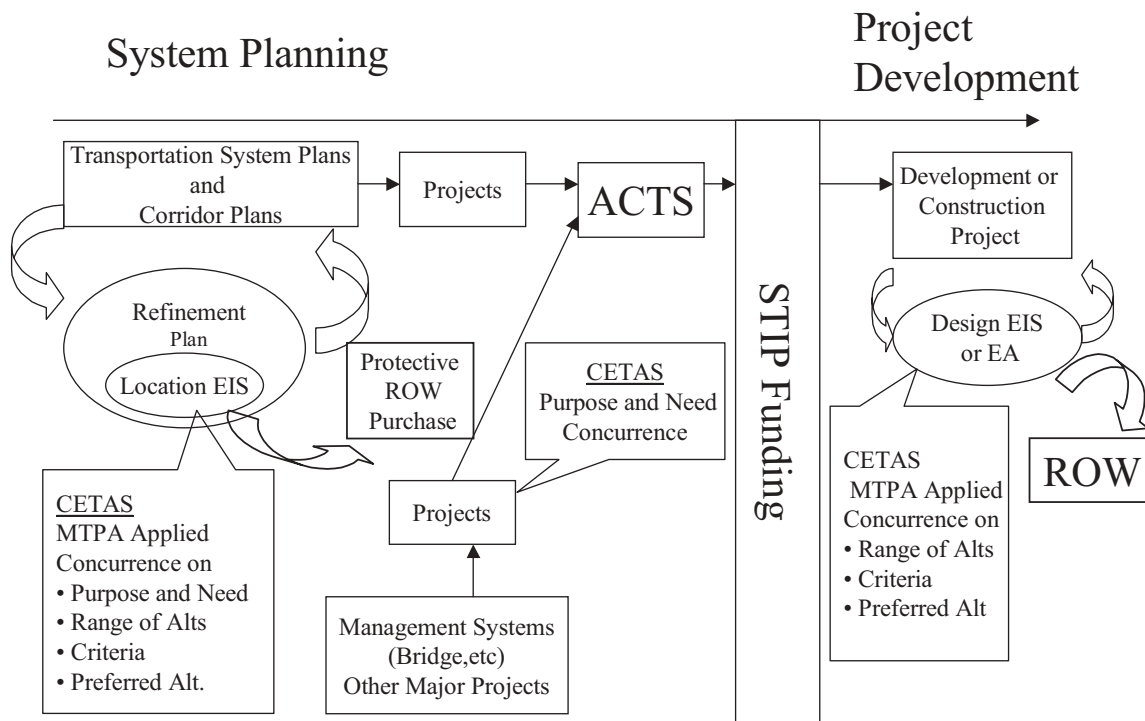 System Planning
Project
Development
Transportation System Plans
and
Corridor Plans
Projects
ACTS
Development or
Construction
Project
Refinement
Plan
Location EIS
Protective
ROW
Purchase
CETAS
Purpose and Need
Concurrence
STIP Funding
Design EIS
or EA
ROW
CETAS
MTPA Applied
Concurrence on
• Purpose and Need
• Range of Alts
• Criteria
• Preferred Alt.
Projects
Management Systems
(Bridge,etc)
Other Major Projects
CETAS
MTPA Applied
Concurrence on
• Range of Alts
• Criteria
• Preferred Alt